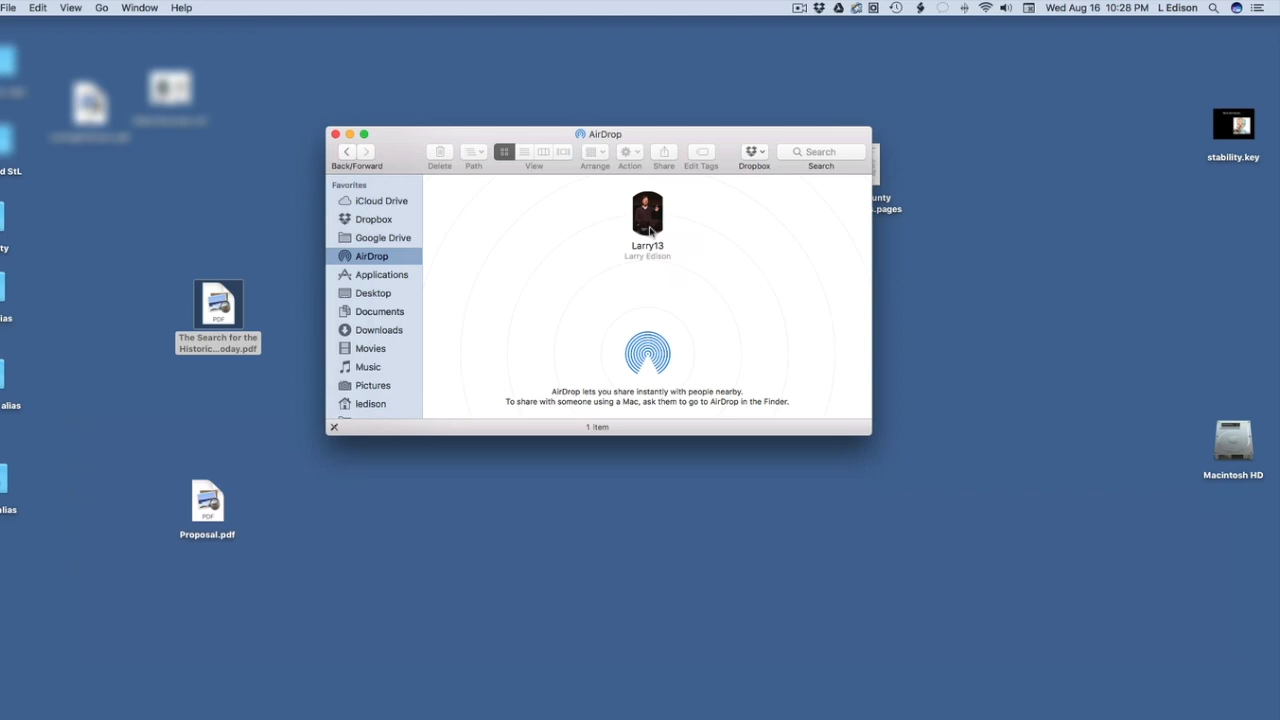 File Edit View Go Window Help
Wed Aug 16 10:28 PM L Edison
AirDrop
Back/Forward
Delete
Path
View
Arrange
Action
Share
Edit Tags
Dropbox
Search
Search
Favorites
iCloud Drive
Dropbox
Google Drive
AirDrop
Applications
Desktop
Documents
Downloads
Movies
Music
Pictures
ledison
Larry13
Larry Edison
AirDrop lets you share instantly with people nearby.
To share with someone using a Mac, ask them to go to AirDrop in the Finder.
1 item
d StL
ty
ias
alias
alias
PDF
The Search for the
Historic...oday.pdf
PDF
Proposal.pdf
unty
s.pages
stability.key
Macintosh HD